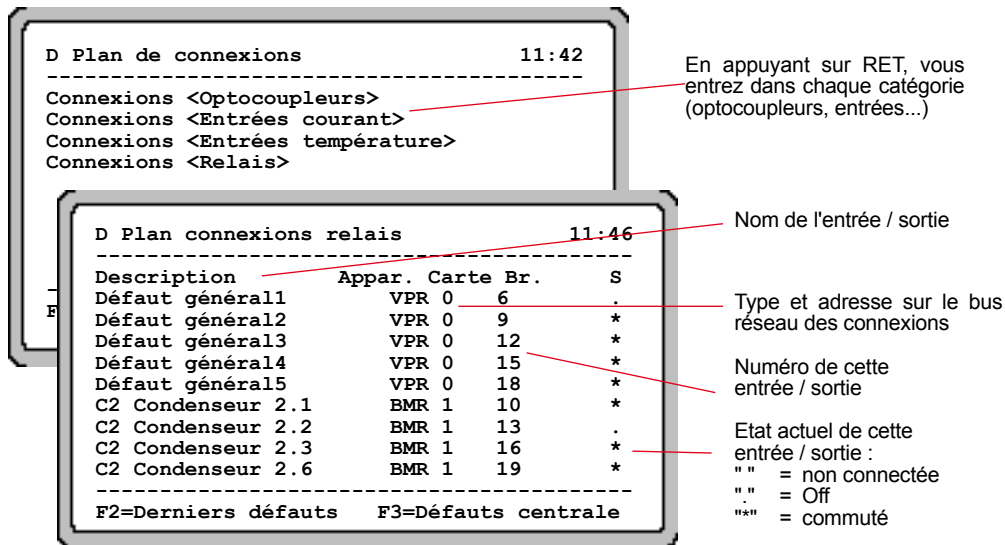 D Plan de connexions 11:42
------------------------------------------
Connexions <Optocoupleurs>
Connexions <Entrées courant>
Connexions <Entrées température>
Connexions <Relais>
F
En appuyant sur RET, vous
entrez dans chaque catégorie
(optocoupleurs, entrées...)
D Plan connexions relais 11:46
------------------------------------------
Description Appar. Carte Br. S
Défaut général1 VPR 0 6 .
Défaut général2 VPR 0 9 *
Défaut général3 VPR 0 12 *
Défaut général4 VPR 0 15 *
Défaut général5 VPR 0 18 *
C2 Condenseur 2.1 BMR 1 10 *
C2 Condenseur 2.2 BMR 1 13 .
C2 Condenseur 2.3 BMR 1 16 *
C2 Condenseur 2.6 BMR 1 19 *
------------------------------------------
F2=Derniers défauts F3=Défauts centrale
Nom de l'entrée / sortie
Type et adresse sur le bus
réseau des connexions
Numéro de cette
entrée / sortie
Etat actuel de cette
entrée / sortie :
" " = non connectée
"." = Off
"*" = commuté